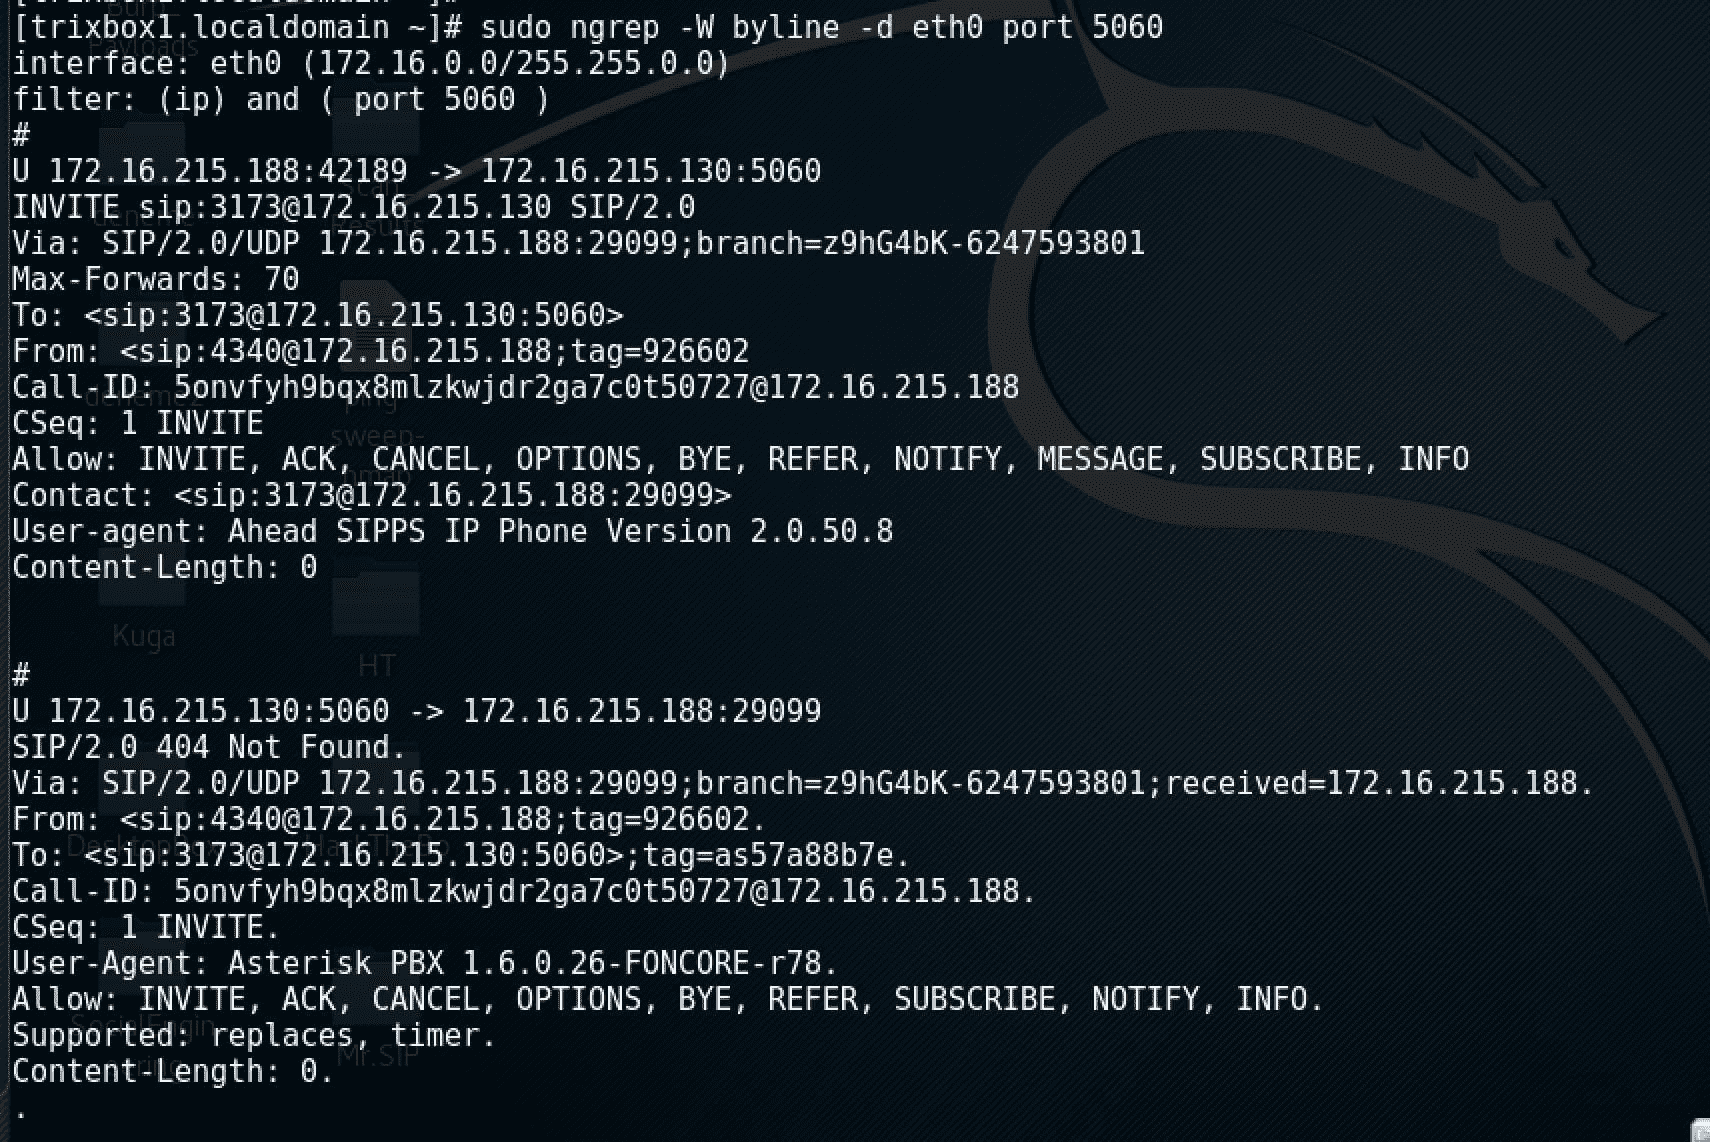 [trixbox1.localdomain ~]# sudo ngrep -W byline -d eth0 port 5060
interface: eth0 (172.16.0.0/255.255.0.0)
filter: (ip) and ( port 5060 )
#
U 172.16.215.188:42189 -> 172.16.215.130:5060
INVITE sip:3173@172.16.215.130 SIP/2.0
Via: SIP/2.0/UDP 172.16.215.188:29099;branch=z9hG4bK-6247593801
Max-Forwards: 70
To: <sip:3173@172.16.215.130:5060>
From: <sip:4340@172.16.215.188;tag=926602
Call-ID: 5onvfyh9bqx8mlzkwjdr2ga7c0t50727@172.16.215.188
CSeq: 1 INVITE
Allow: INVITE, ACK, CANCEL, OPTIONS, BYE, REFER, NOTIFY, MESSAGE, SUBSCRIBE, INFO
Contact: <sip:3173@172.16.215.188:29099>
User-agent: Ahead SIPPS IP Phone Version 2.0.50.8
Content-Length: 0
Kuga
HT
#
U 172.16.215.130:5060 -> 172.16.215.188:29099
SIP/2.0 404 Not Found.
Via: SIP/2.0/UDP 172.16.215.188:29099;branch=z9hG4bK-6247593801;received=172.16.215.188.
From: <sip:4340@172.16.215.188;tag=926602.
To: <sip:3173@172.16.215.130:5060>;tag=as57a88b7e.
Call-ID: 5onvfyh9bqx8mlzkwjdr2ga7c0t50727@172.16.215.188.
CSeq: 1 INVITE.
User-Agent: Asterisk PBX 1.6.0.26-FONCORE-r78.
Allow: INVITE, ACK, CANCEL, OPTIONS, BYE, REFER, SUBSCRIBE, NOTIFY, INFO.
Supported: replaces, timer.
Mr.SIP
Content-Length: 0.
.